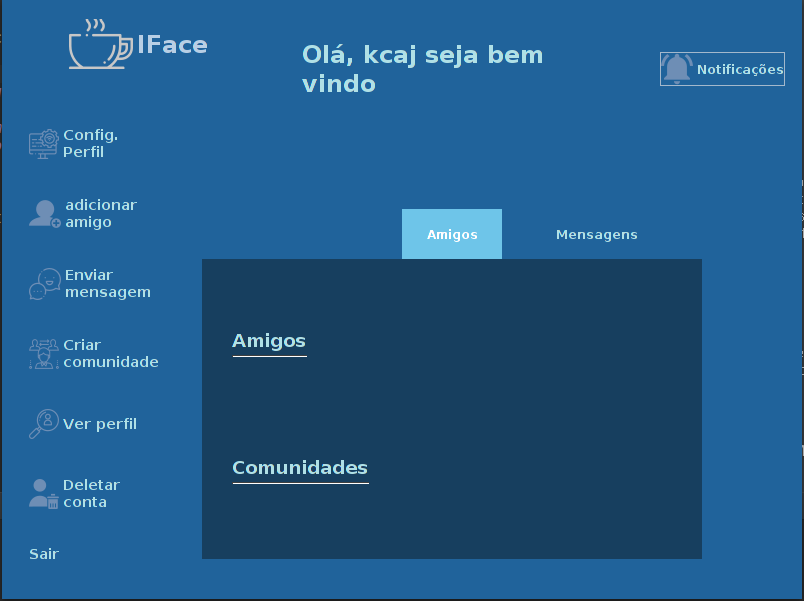 IFace
Olá, kcaj seja bem
vindo
Notificações
Config.
Perfil
adicionar
amigo
Enviar
mensagem
Criar
comunidade
Ver perfil
Deletar
conta
Sair
Amigos
Mensagens
Amigos
Comunidades